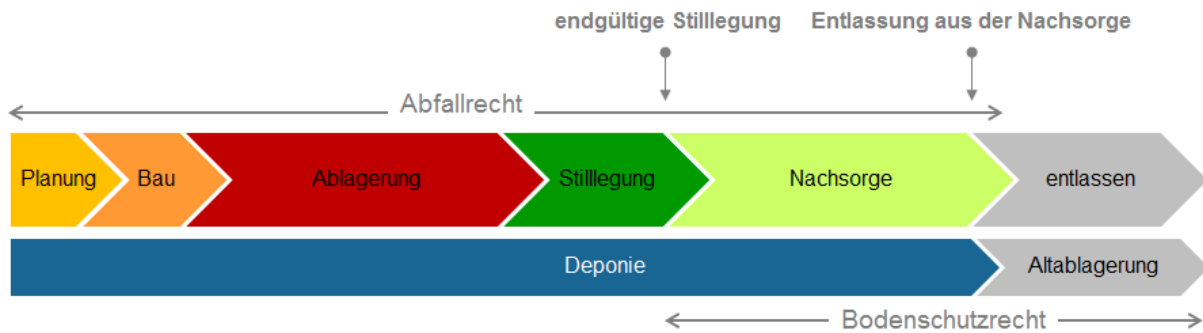 endgültige Stilllegung
Entlassung aus der Nachsorge
Abfallrecht
Planung
Bau
Ablagerung
Stilllegung
Nachsorge
entlassen
Deponie
Altablagerung
Bodenschutzrecht